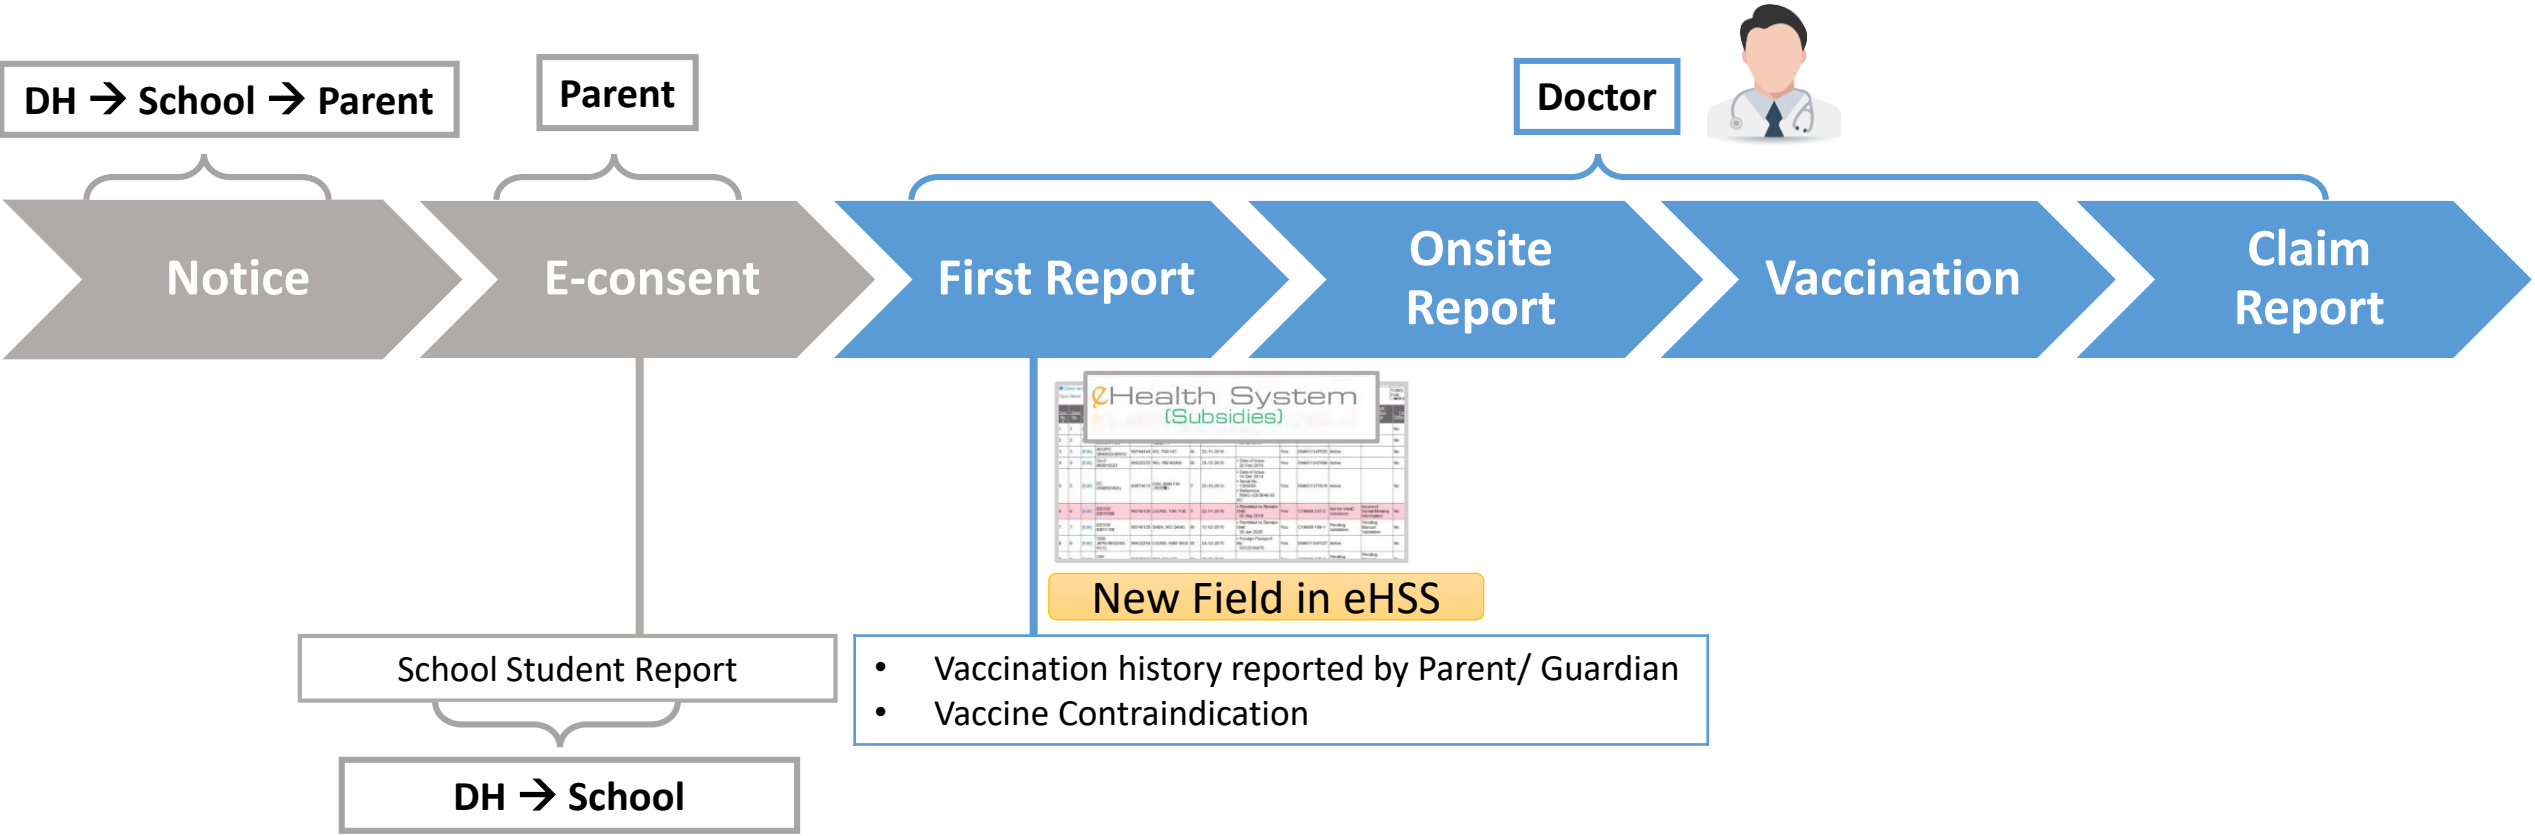 DH → School → Parent
Parent
Doctor
Notice
E-consent
First Report
Onsite
Report
Vaccination
Claim
Report
eHealth System
(Subsidies)
New Field in eHSS
School Student Report
• Vaccination history reported by Parent/ Guardian
• Vaccine Contraindication
DH → School